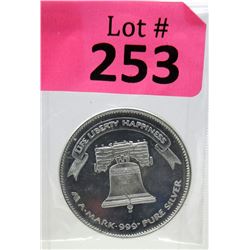 Lot #
253
LIFE LIBERTY HAPPINESS
A-MARK · 999+ PURE SILVER